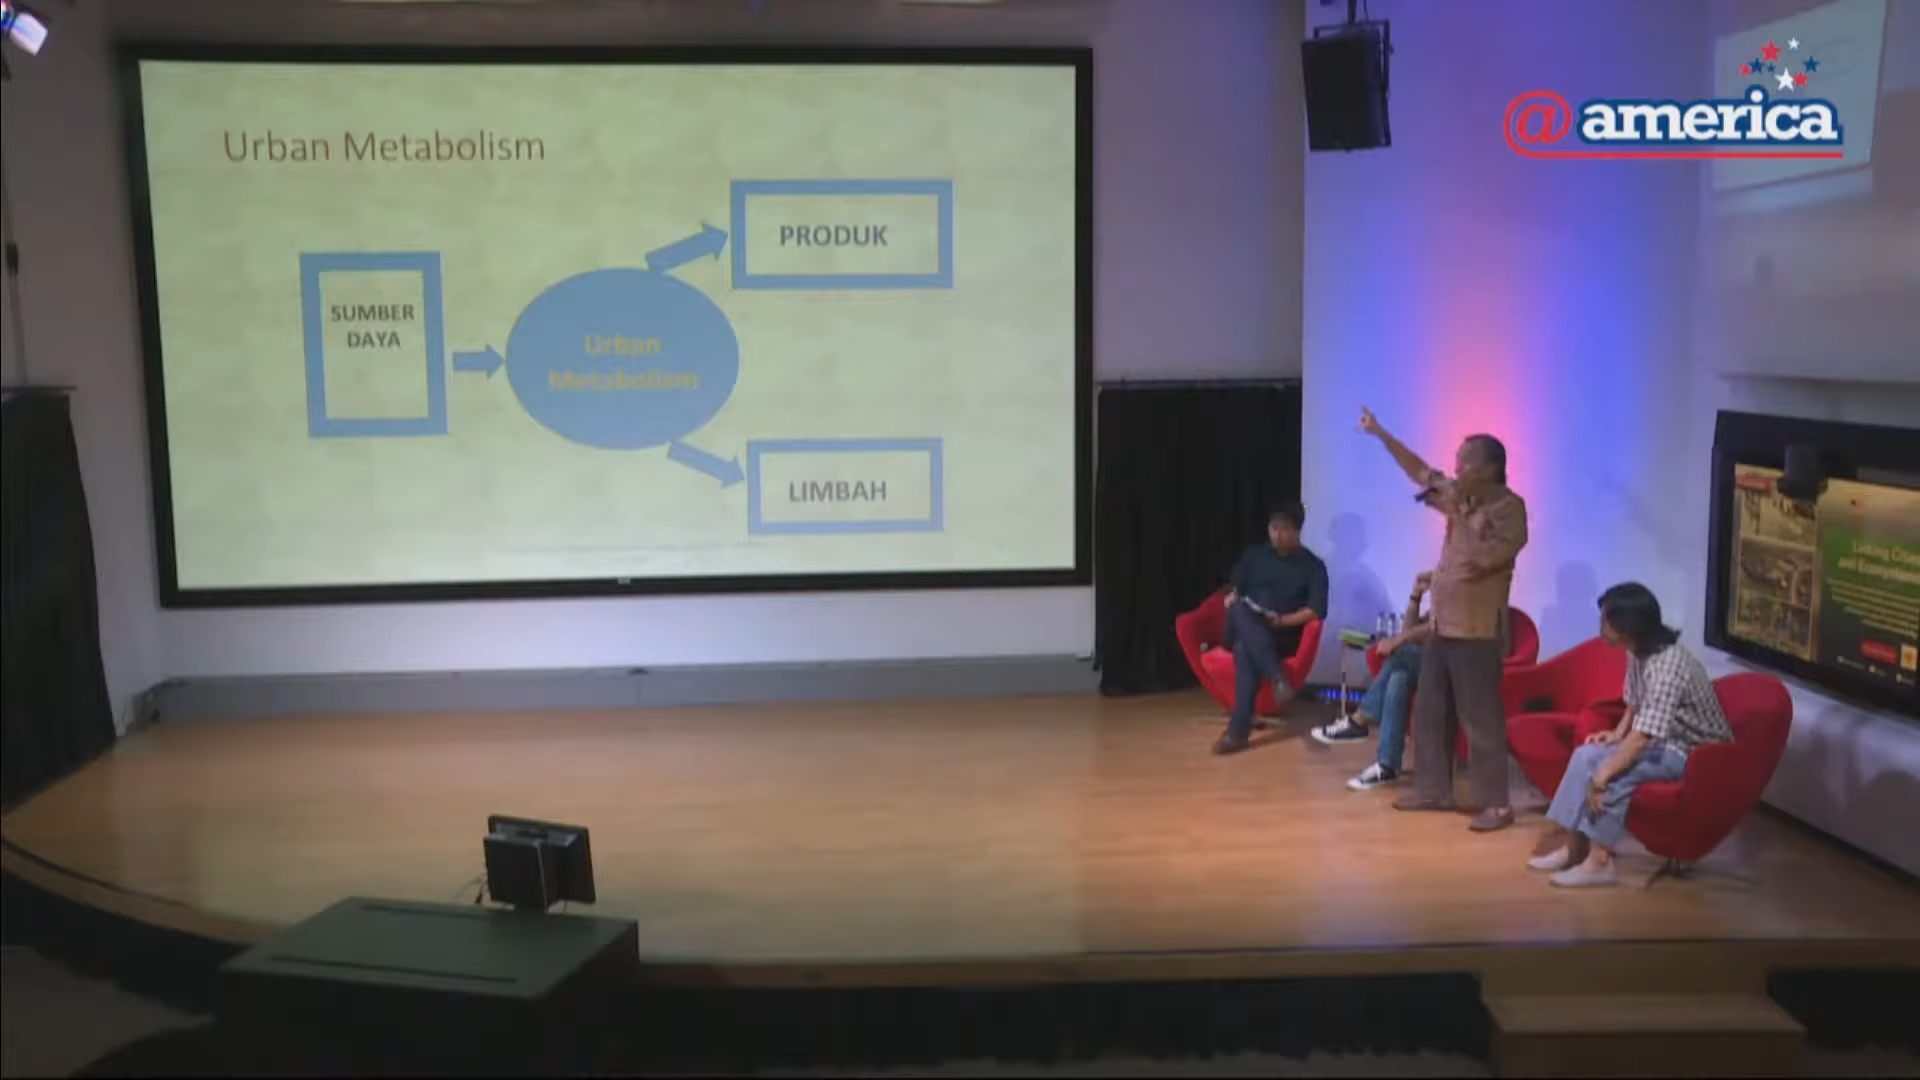 Urban Metabolism
SUMBER
DAYA
Urban
Metabolism
PRODUK
LIMBAH
@america